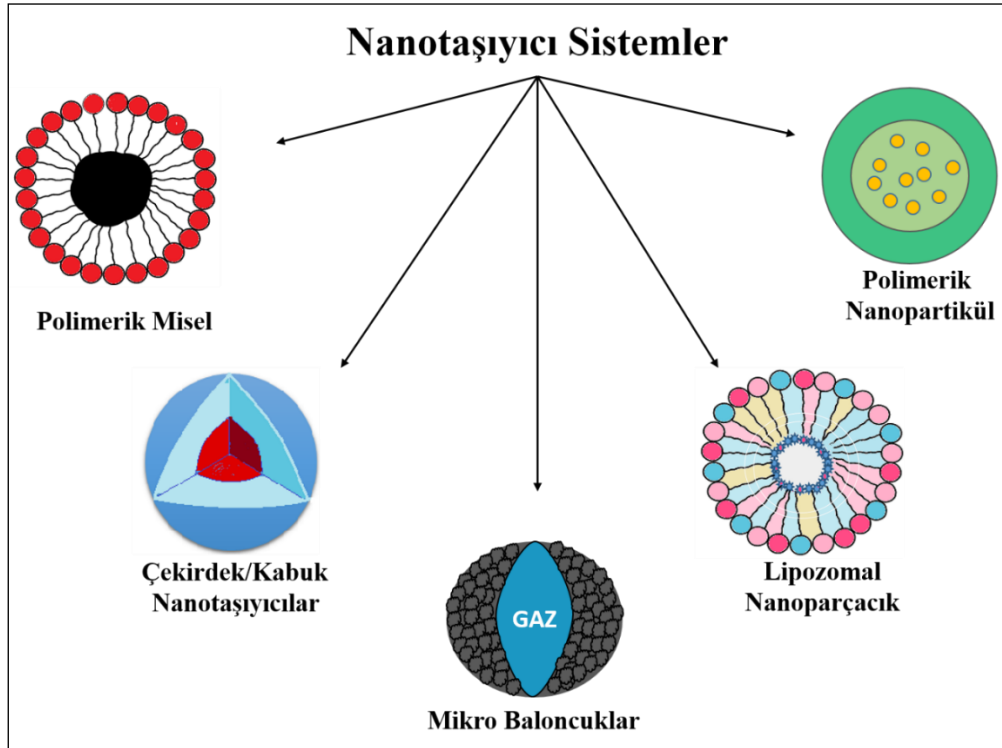 Nanotaşıyıcı Sistemler
Polimerik Misel
Polimerik
Nanopartikül
Çekirdek/Kabuk
Nanotaşıyıcılar
Lipozomal
Nanoparçacık
GAZ
Mikro Baloncuklar